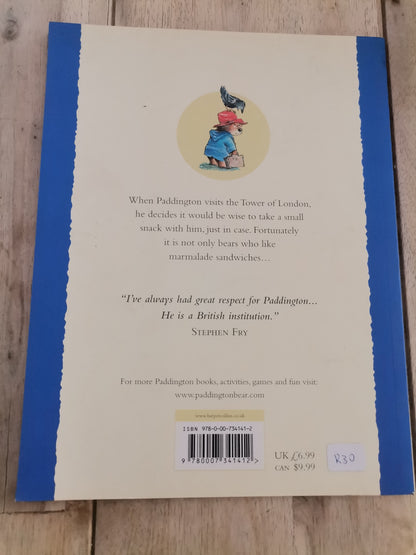 When Paddington visits the Tower of London,
he decides it would be wise to take a small
snack with him, just in case. Fortunately
it is not only bears who like
marmalade sandwiches…
“I've always had great respect for Paddington…
He is a British institution.”
STEPHEN FRY
For more Paddington books, activities, games and fun visit:
www.paddingtonbear.com
www.harpercollins.co.uk
ISBN 978-0-00-734141-2
9 780007 341412 >
UK £6.99
CAN $9.99
R30